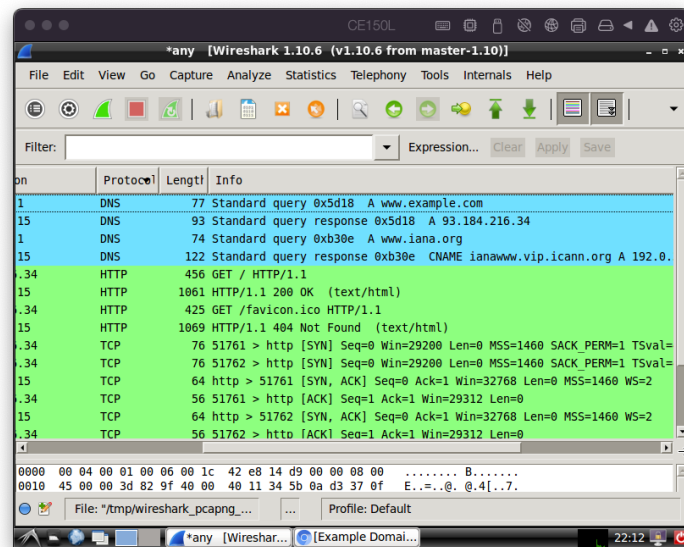 CE150L
*any [Wireshark 1.10.6 (v1.10.6 from master-1.10)]
File Edit View Go Capture Analyze Statistics Telephony Tools Internals Help
Filter: Expression... Clear Apply Save
on Protocol Length Info
1 DNS 77 Standard query 0x5d18 A www.example.com
15 DNS 93 Standard query response 0x5d18 A 93.184.216.34
1 DNS 74 Standard query 0xb30e A www.iana.org
15 DNS 122 Standard query response 0xb30e CNAME ianawww.vip.icann.org A 192.0.
.34 HTTP 456 GET / HTTP/1.1
15 HTTP 1061 HTTP/1.1 200 OK (text/html)
.34 HTTP 425 GET /favicon.ico HTTP/1.1
15 HTTP 1069 HTTP/1.1 404 Not Found (text/html)
.34 TCP 76 51761 > http [SYN] Seq=0 Win=29200 Len=0 MSS=1460 SACK_PERM=1 TSval=
.34 TCP 76 51762 > http [SYN] Seq=0 Win=29200 Len=0 MSS=1460 SACK_PERM=1 TSval=
15 TCP 64 http > 51761 [SYN, ACK] Seq=0 Ack=1 Win=32768 Len=0 MSS=1460 WS=2
.34 TCP 56 51761 > http [ACK] Seq=1 Ack=1 Win=29312 Len=0
15 TCP 64 http > 51762 [SYN, ACK] Seq=0 Ack=1 Win=32768 Len=0 MSS=1460 WS=2
.34 TCP 56 51762 > http [ACK] Seq=1 Ack=1 Win=29312 Len=0
0000 00 04 00 01 00 06 00 1c 42 e8 14 d9 00 00 08 00 ........ B.......
0010 45 00 00 3d 82 9f 40 00 40 11 34 5b 0a d3 37 0f E..=..@. @.4[..7.
File: "/tmp/wireshark_pcapng_... ... Profile: Default
*any [Wireshar... [Example Domai... 22:12